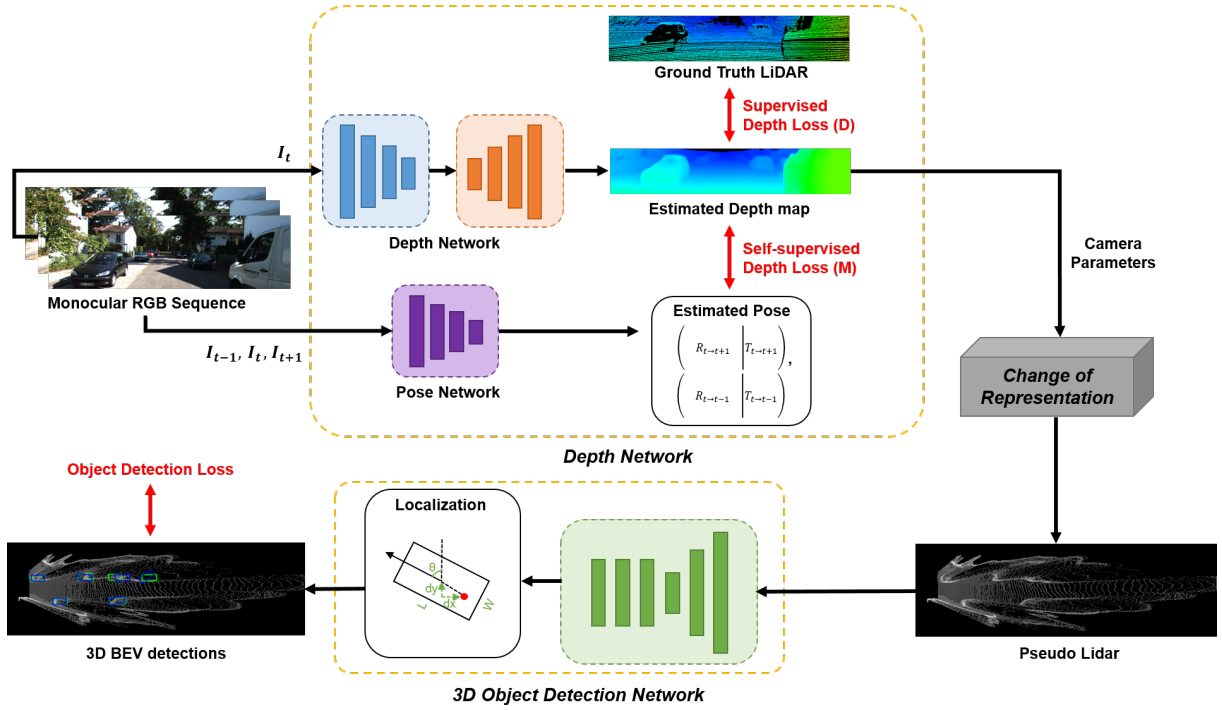 Ground Truth LiDAR
Supervised
Depth Loss (D)
I_t
Estimated Depth map
Depth Network
Self-supervised
Depth Loss (M)
Camera
Parameters
Monocular RGB Sequence
I_{t−1}, I_t, I_{t+1}
Pose Network
Estimated Pose
( R_{t→t+1} | T_{t→t+1} ),
( R_{t→t−1} | T_{t→t−1} )
Change of
Representation
Depth Network
Object Detection Loss
Localization
θ
dy
dx
L
W
3D BEV detections
Pseudo Lidar
3D Object Detection Network